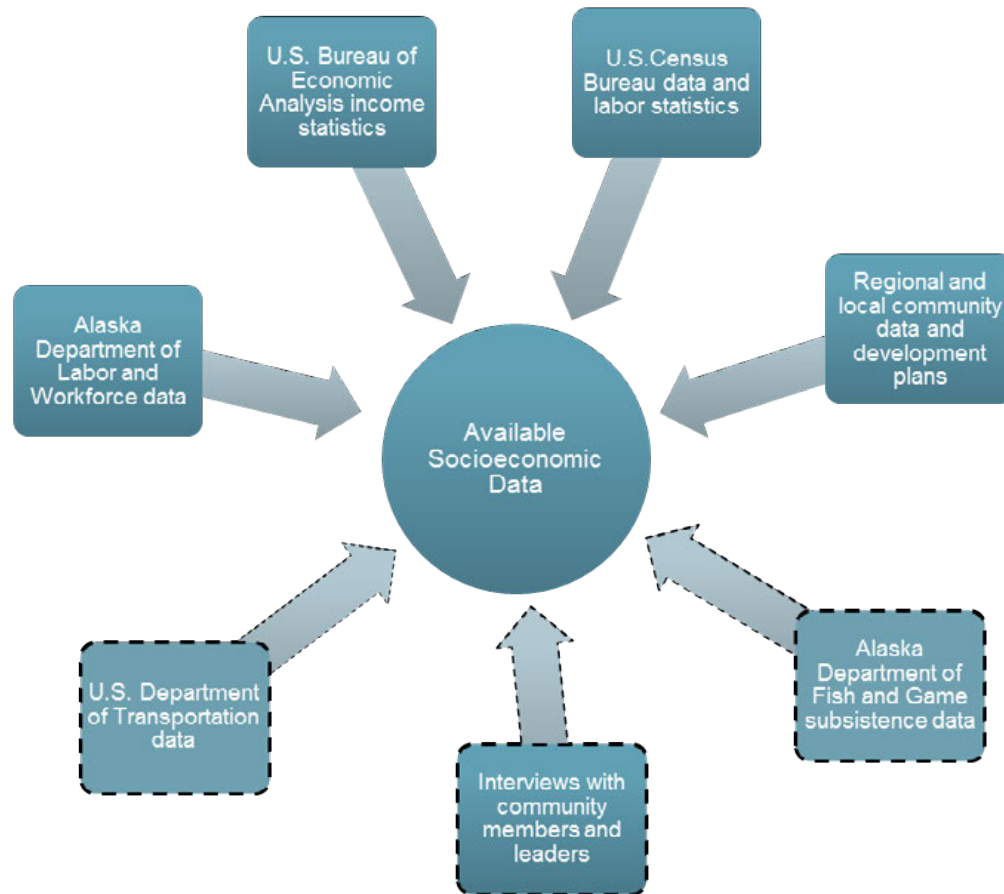 U.S. Bureau of
Economic
Analysis income
statistics
U.S.Census
Bureau data and
labor statistics
Alaska
Department of
Labor and
Workforce data
Regional and
local community
data and
development
plans
Available
Socioeconomic
Data
U.S. Department
of Transportation
data
Interviews with
community
members and
leaders
Alaska
Department of
Fish and Game
subsistence data